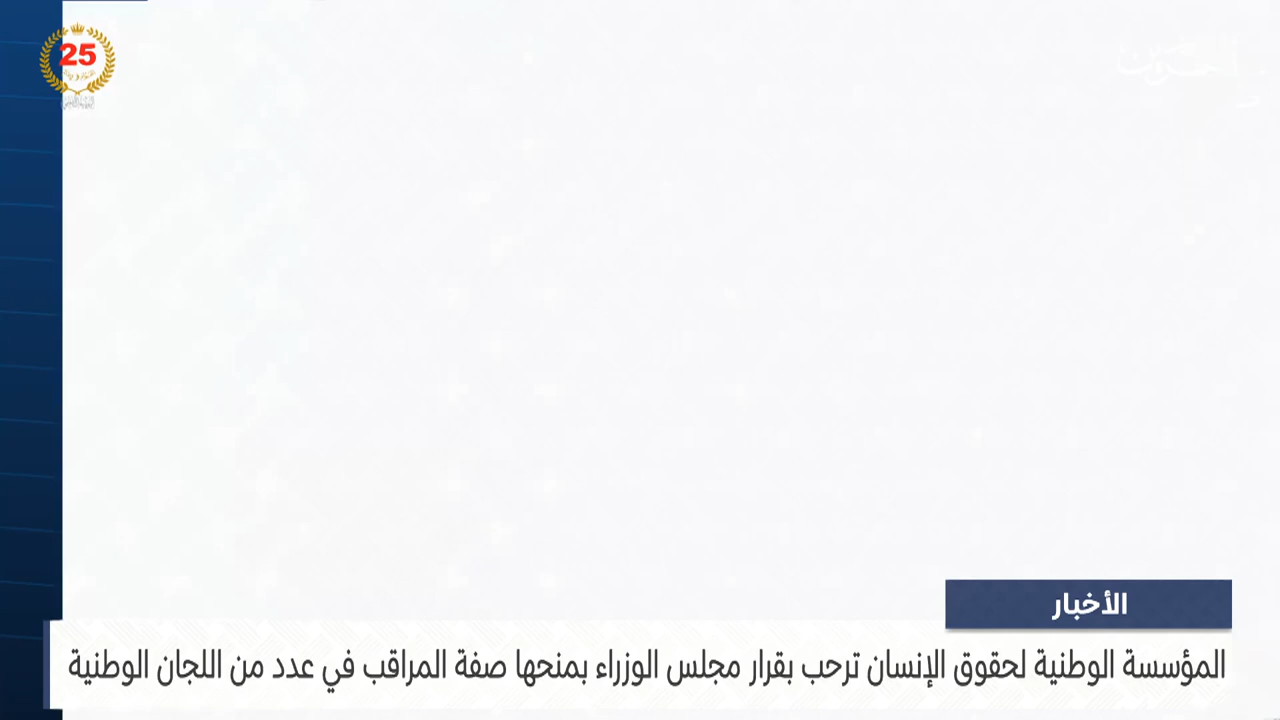 25
الأخبار
المؤسسة الوطنية لحقوق الإنسان ترحب بقرار مجلس الوزراء بمنحها صفة المراقب في عدد من اللجان الوطنية